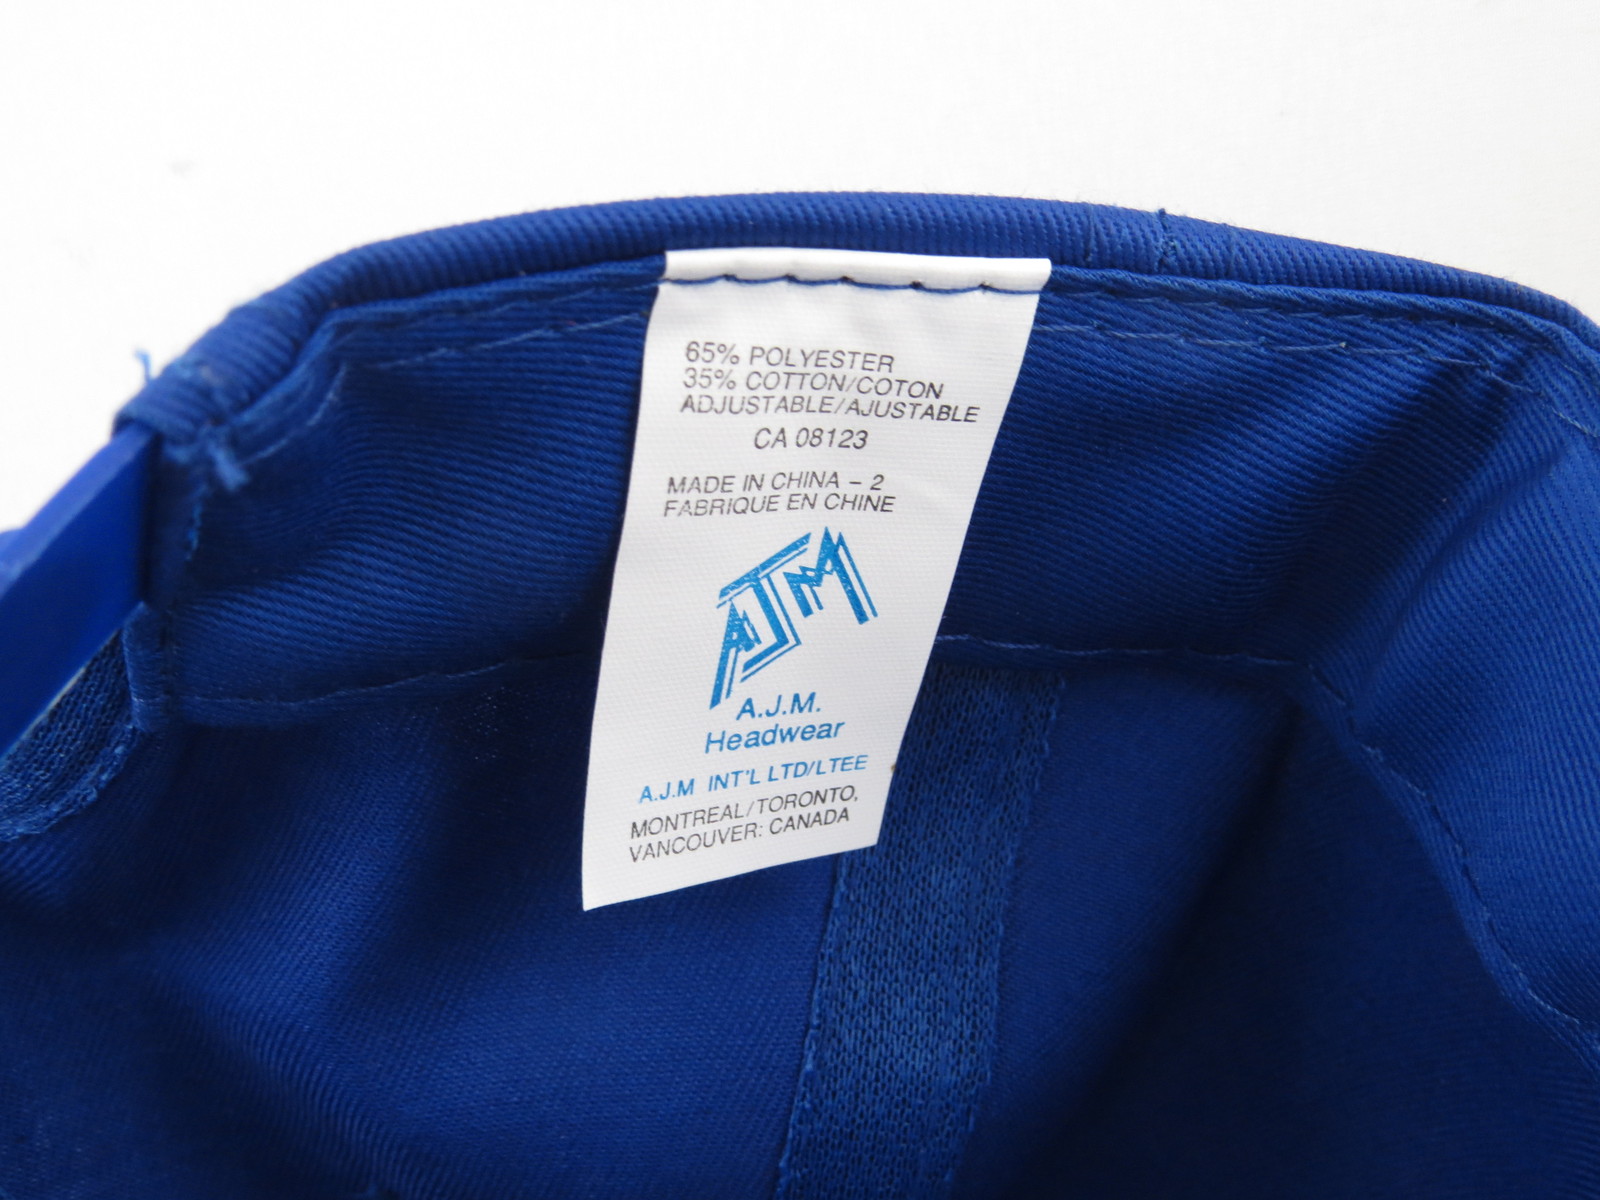 65% POLYESTER
35% COTTON/COTON
ADJUSTABLE/AJUSTABLE
CA 08123
MADE IN CHINA – 2
FABRIQUE EN CHINE
AJM
A.J.M.
Headwear
A.J.M INT'L LTD/LTEE
MONTREAL/TORONTO,
VANCOUVER: CANADA